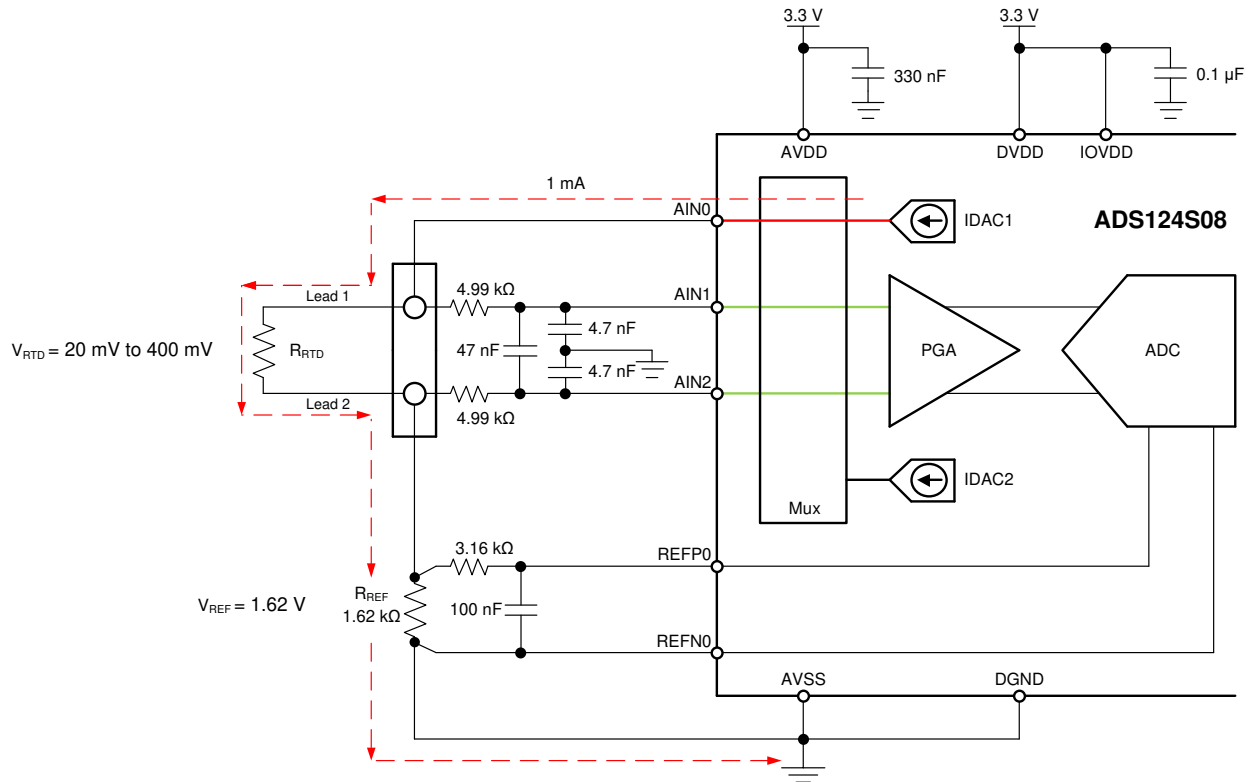 3.3 V
3.3 V
330 nF
0.1 µF
AVDD
DVDD
IOVDD
1 mA
AIN0
IDAC1
ADS124S08
Lead 1
4.99 kΩ
AIN1
4.7 nF
VRTD = 20 mV to 400 mV
RRTD
47 nF
PGA
ADC
4.7 nF
Lead 2
4.99 kΩ
AIN2
IDAC2
Mux
3.16 kΩ
REFP0
VREF = 1.62 V
RREF
1.62 kΩ
100 nF
REFN0
AVSS
DGND